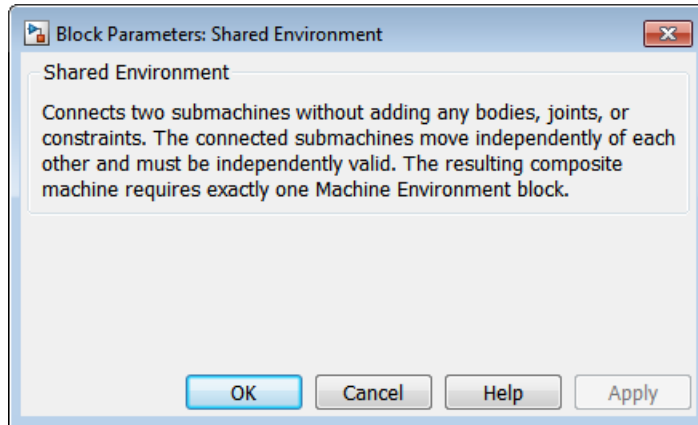 Block Parameters: Shared Environment
Shared Environment
Connects two submachines without adding any bodies, joints, or
constraints. The connected submachines move independently of each
other and must be independently valid. The resulting composite
machine requires exactly one Machine Environment block.
OK Cancel Help Apply